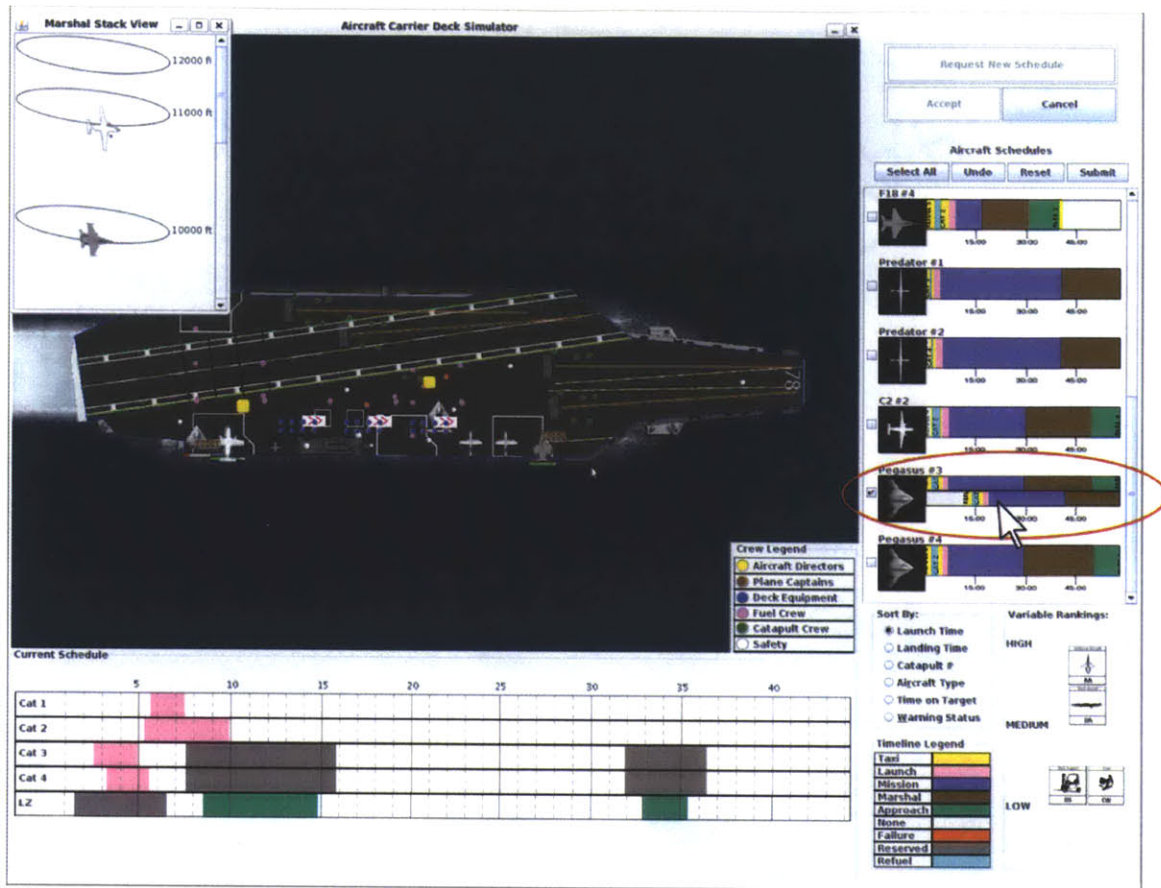 Marshal Stack View
12000 ft
11000 ft
10000 ft
Aircraft Carrier Deck Simulator
78
Crew Legend
Aircraft Directors
Plane Captains
Deck Equipment
Fuel Crew
Catapult Crew
Safety
Request New Schedule
Accept Cancel
Aircraft Schedules
Select All Undo Reset Submit
F18 #4
15:00 30:00 45:00
Predator #1
15:00 30:00 45:00
Predator #2
15:00 30:00 45:00
C2 #2
15:00 30:00 45:00
Pegasus #3
15:00 30:00 45:00
Pegasus #4
15:00 30:00 45:00
Sort By:
Launch Time
Landing Time
Catapult #
Aircraft Type
Time on Target
Warning Status
Variable Rankings:
HIGH
MEDIUM
LOW
Timeline Legend
Taxi
Launch
Mission
Marshal
Approach
None
Failure
Reserved
Refuel
Current Schedule
5 10 15 20 25 30 35 40
Cat 1
Cat 2
Cat 3
Cat 4
LZ